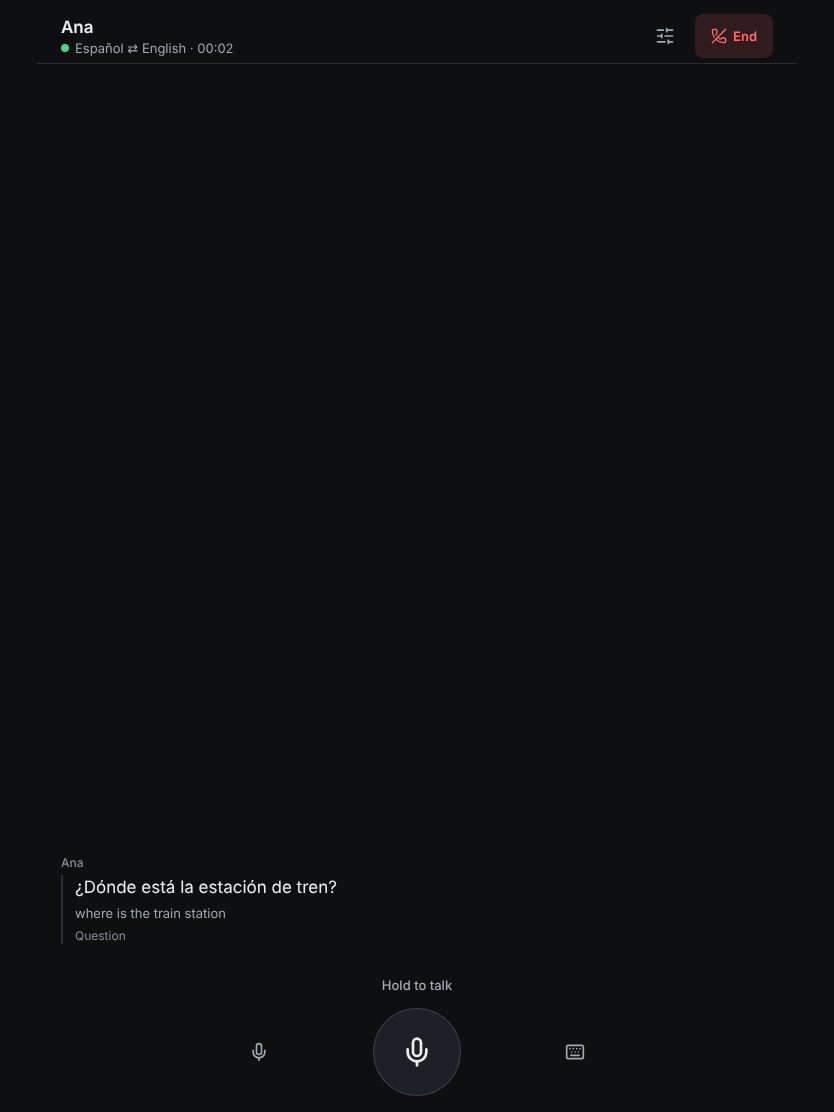 Ana
Español ⇄ English · 00:02
End
Ana
¿Dónde está la estación de tren?
where is the train station
Question
Hold to talk